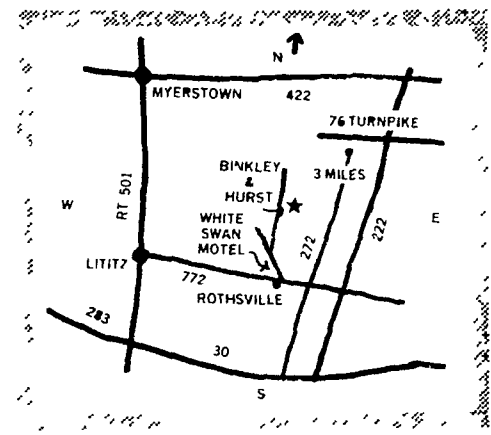 N
MYERSTOWN
422
76 TURNPIKE
BINKLEY
&
HURST
3 MILES
W
RT 501
WHITE
SWAN
MOTEL
E
272
222
LITITZ
772
ROTHSVILLE
283
30
S